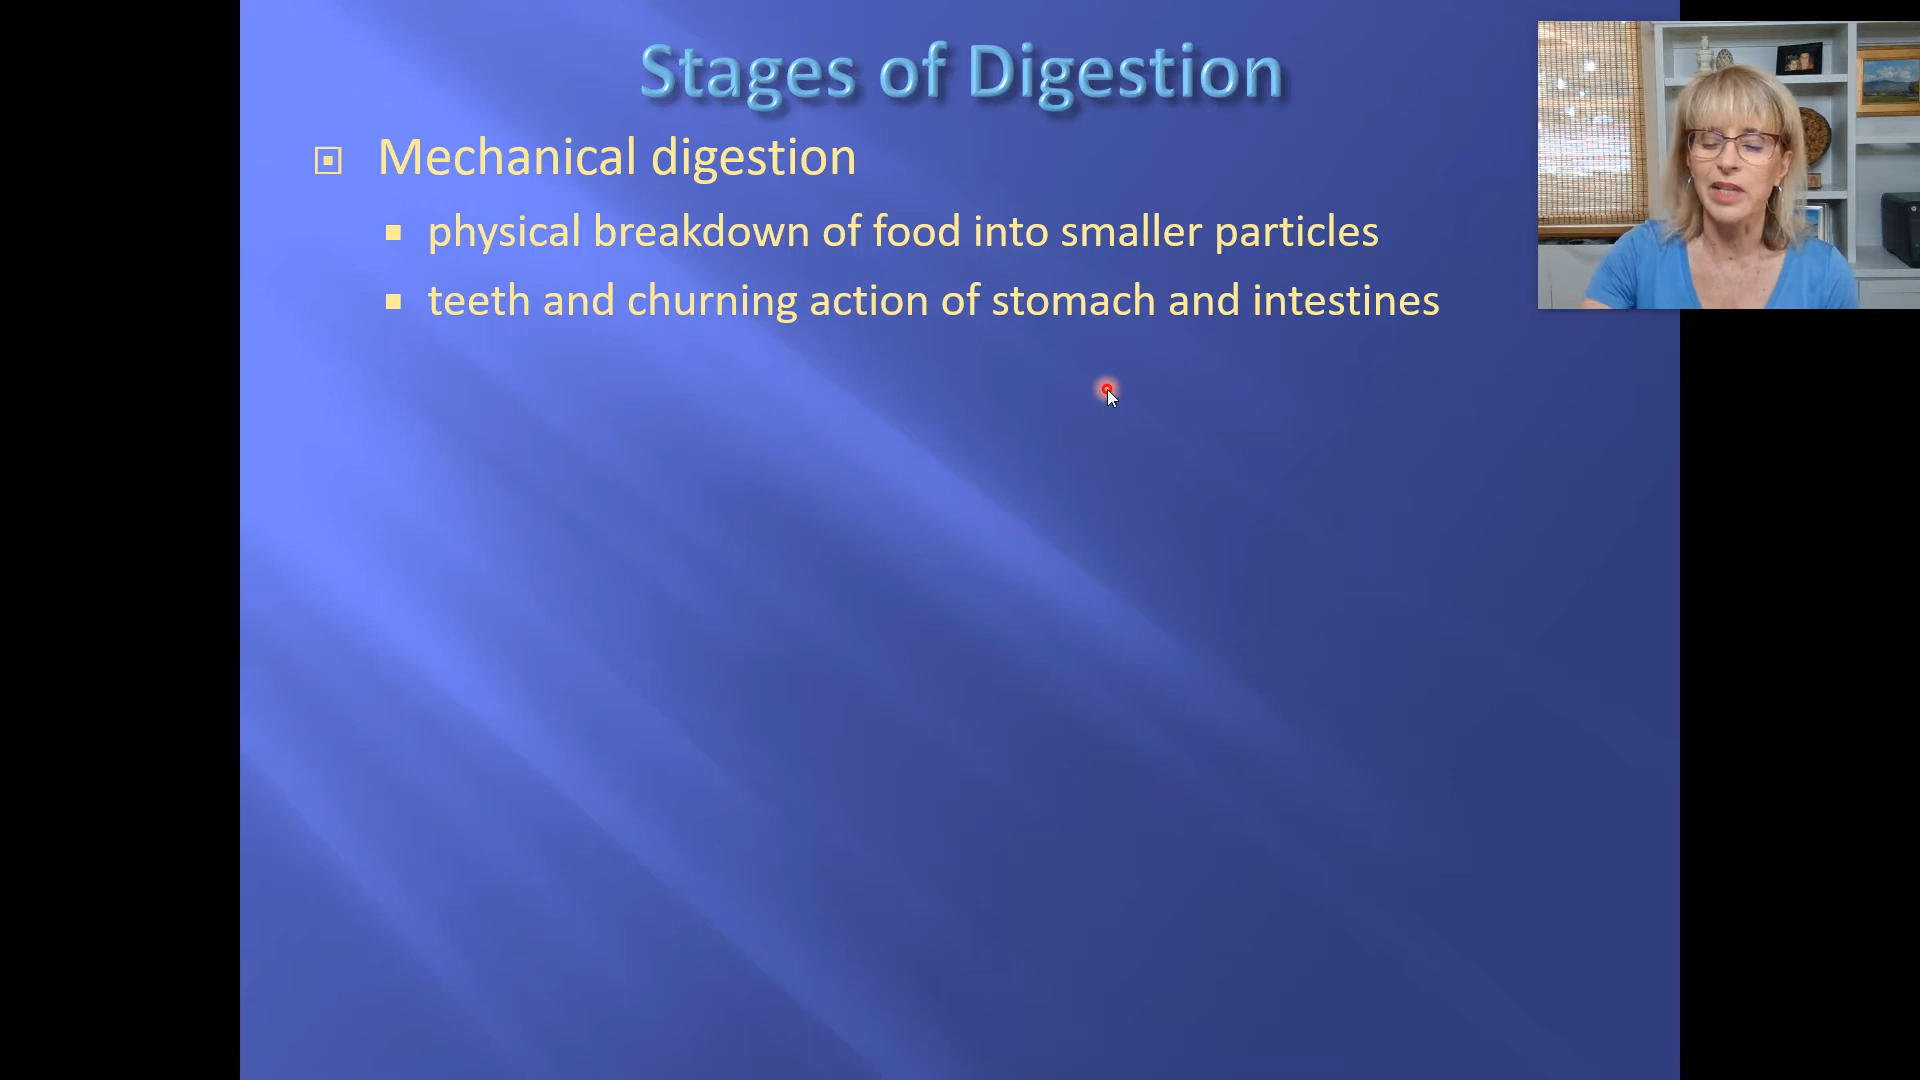 Stages of Digestion
Mechanical digestion
physical breakdown of food into smaller particles
teeth and churning action of stomach and intestines